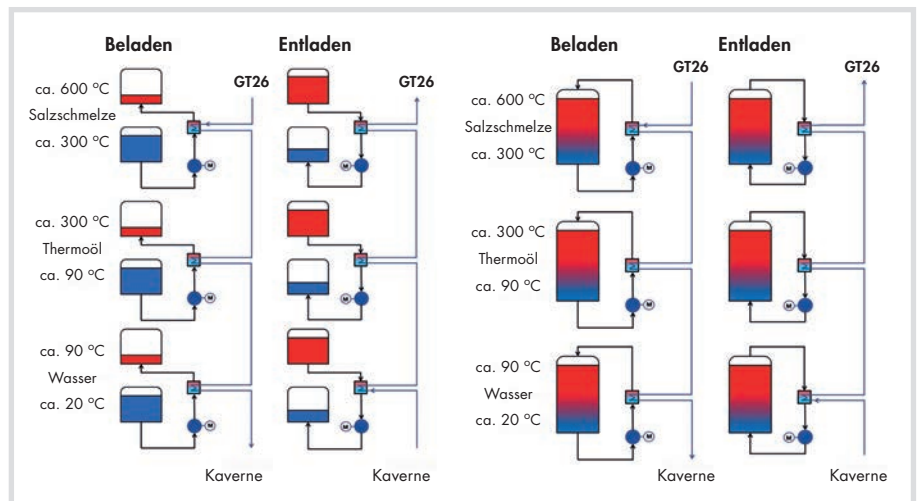 Beladen
Entladen
GT26
GT26
ca. 600 °C
Salzschmelze
ca. 300 °C
M
M
ca. 300 °C
Thermoöl
ca. 90 °C
M
M
ca. 90 °C
Wasser
ca. 20 °C
M
M
Kaverne
Kaverne
Beladen
Entladen
GT26
GT26
ca. 600 °C
Salzschmelze
ca. 300 °C
M
M
ca. 300 °C
Thermoöl
ca. 90 °C
M
M
ca. 90 °C
Wasser
ca. 20 °C
M
M
Kaverne
Kaverne